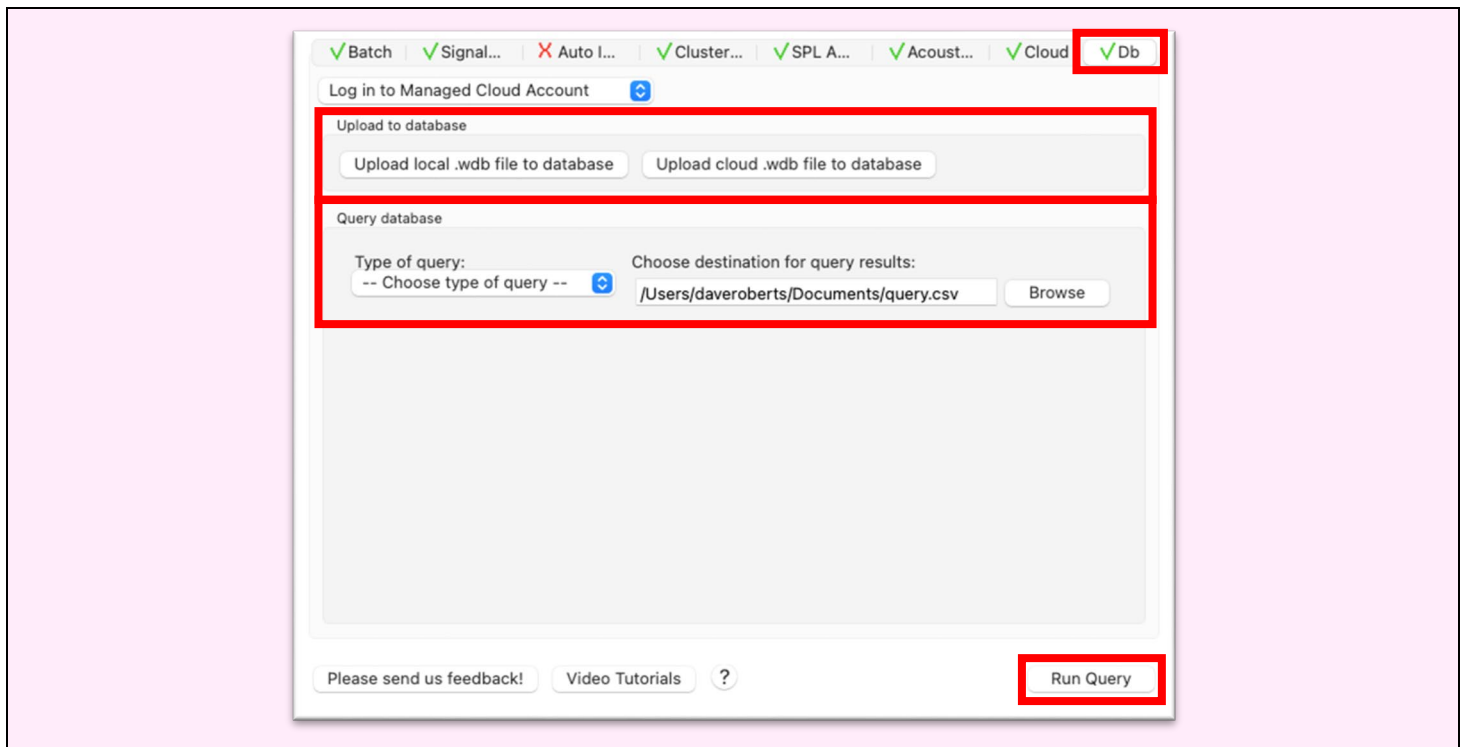 Batch Signal... X Auto I... Cluster... SPL A... Acoust... Cloud Db
Log in to Managed Cloud Account
Upload to database
Upload local .wdb file to database Upload cloud .wdb file to database
Query database
Type of query: Choose destination for query results:
-- Choose type of query -- /Users/daveroberts/Documents/query.csv Browse
Please send us feedback! Video Tutorials ? Run Query